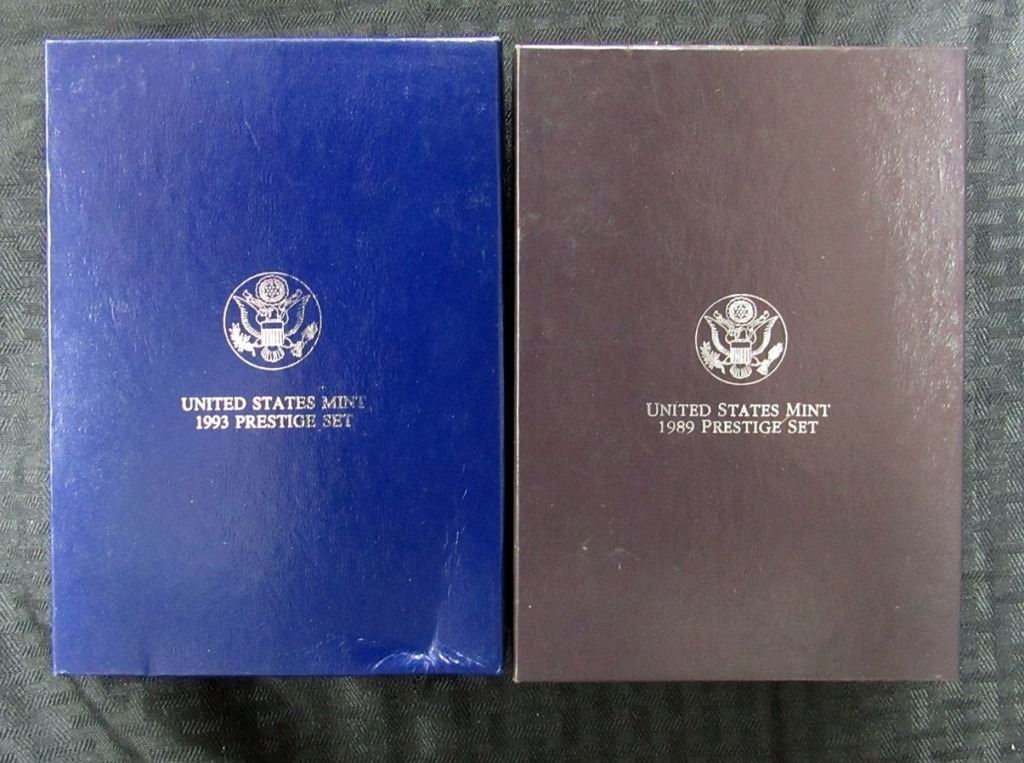 UNITED STATES MINT
1993 PRESTIGE SET
UNITED STATES MINT
1989 PRESTIGE SET